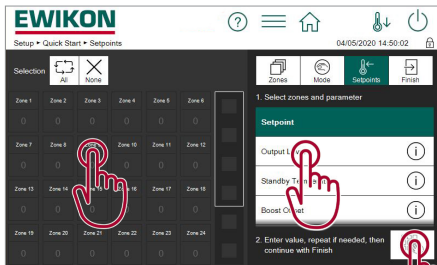 EWIKON
?
Setup ▸ Quick Start ▸ Setpoints
04/05/2020 14:50:02
Selection
All
None
Zones
Mode
Setpoints
Finish
Zone 1 Zone 2 Zone 3 Zone 4 Zone 5 Zone 6
0 0 0 0 0 0
Zone 7 Zone 8 Zone 10 Zone 11 Zone 12
0 0 0 0 0
Zone 13 Zone 14 Zone 15 Zone 16 Zone 17 Zone 18
0 0 0 0 0
Zone 19 Zone 20 Zone 21 Zone 22 Zone 23 Zone 24
0 0 0 0 0 0
1. Select zones and parameter
Setpoint
Output
i
Standby
i
Boost
i
2. Enter value, repeat if needed, then
continue with Finish